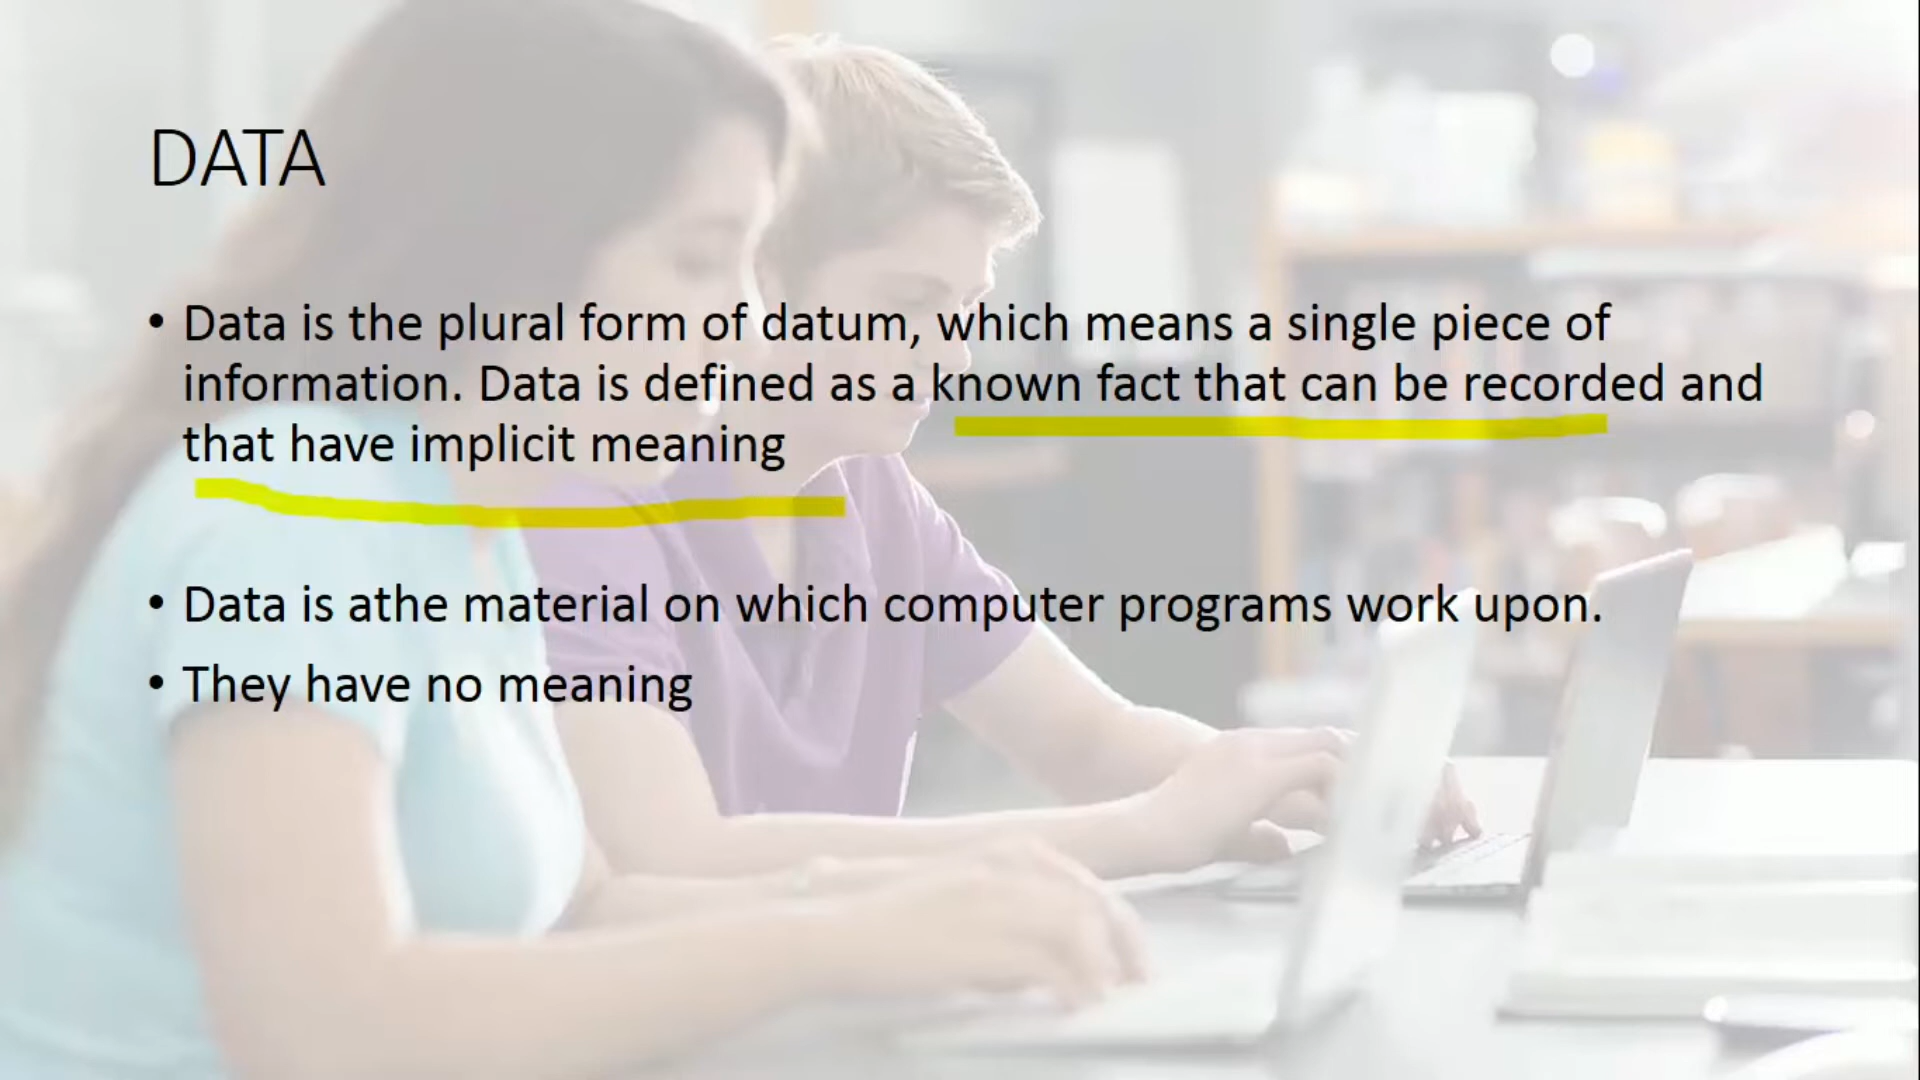 DATA
• Data is the plural form of datum, which means a single piece of
information. Data is defined as a known fact that can be recorded and
that have implicit meaning
• Data is athe material on which computer programs work upon.
• They have no meaning